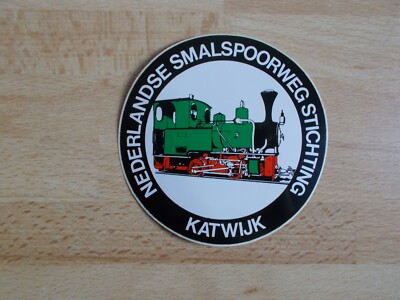 NEDERLANDSE SMALSPOORWEG STICHTING
KATWIJK